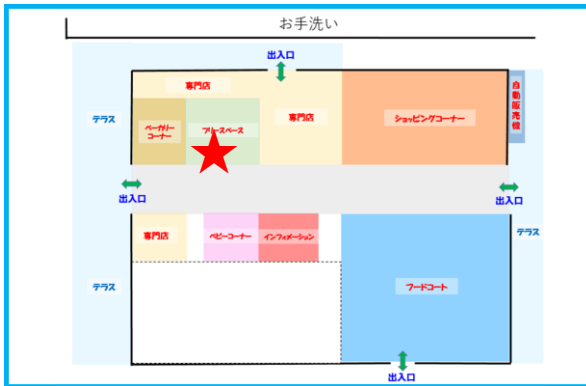 お手洗い
出入口
専門店
テラス
ベーカリー
コーナー
フリースペース
専門店
ショッピングコーナー
自動販売機
出入口
出入口
専門店
ベビーコーナー
インフォメーション
テラス
テラス
フードコート
出入口